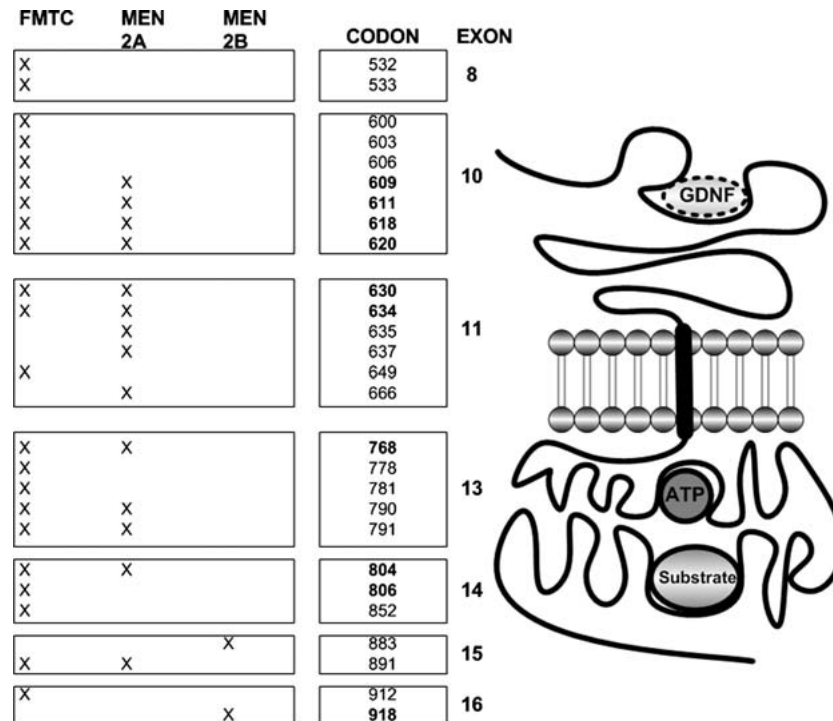 FMTC MEN 2A MEN 2B CODON EXON
X 532
X 533
8
X 600
X 603
X 606
X X 609
10
X X 611
X X 618
X X 620
GDNF
X X 630
X X 634
X 635
11
X 637
X 649
X 666
X X 768
X 778
X 781
13
X X 790
X X 791
ATP
X X 804
X 806
14
X 852
Substrate
X 883
15
X X 891
X 912
16
X 918